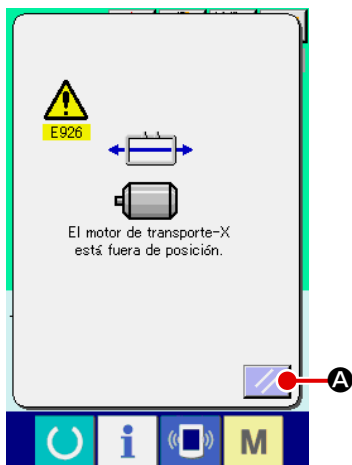 E926
El motor de transporte-X
está fuera de posición.
A
i
M